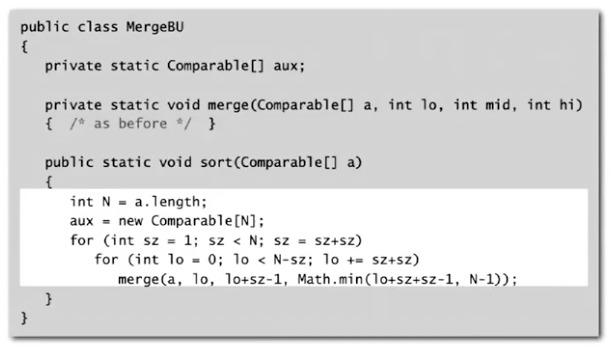 public class MergeBU
{
private static Comparable[] aux;
private static void merge(Comparable[] a, int lo, int mid, int hi)
{ /* as before */ }
public static void sort(Comparable[] a)
{
int N = a.length;
aux = new Comparable[N];
for (int sz = 1; sz < N; sz = sz+sz)
for (int lo = 0; lo < N-sz; lo += sz+sz)
merge(a, lo, lo+sz-1, Math.min(lo+sz+sz-1, N-1));
}
}